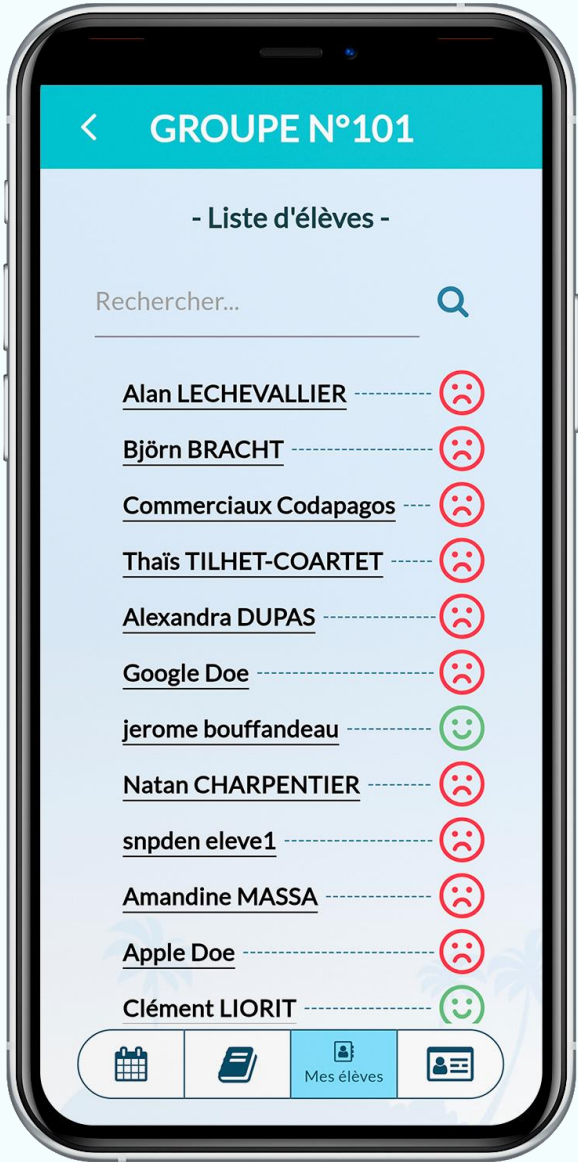 GROUPE N°101
- Liste d'élèves -
Rechercher...
Alan LECHEVALLIER
Björn BRACHT
Commerciaux Codapagos
Thaïs TILHET-COARTET
Alexandra DUPAS
Google Doe
jerome bouffandeau
Natan CHARPENTIER
snpden eleve1
Amandine MASSA
Apple Doe
Clément LIORIT
Mes élèves